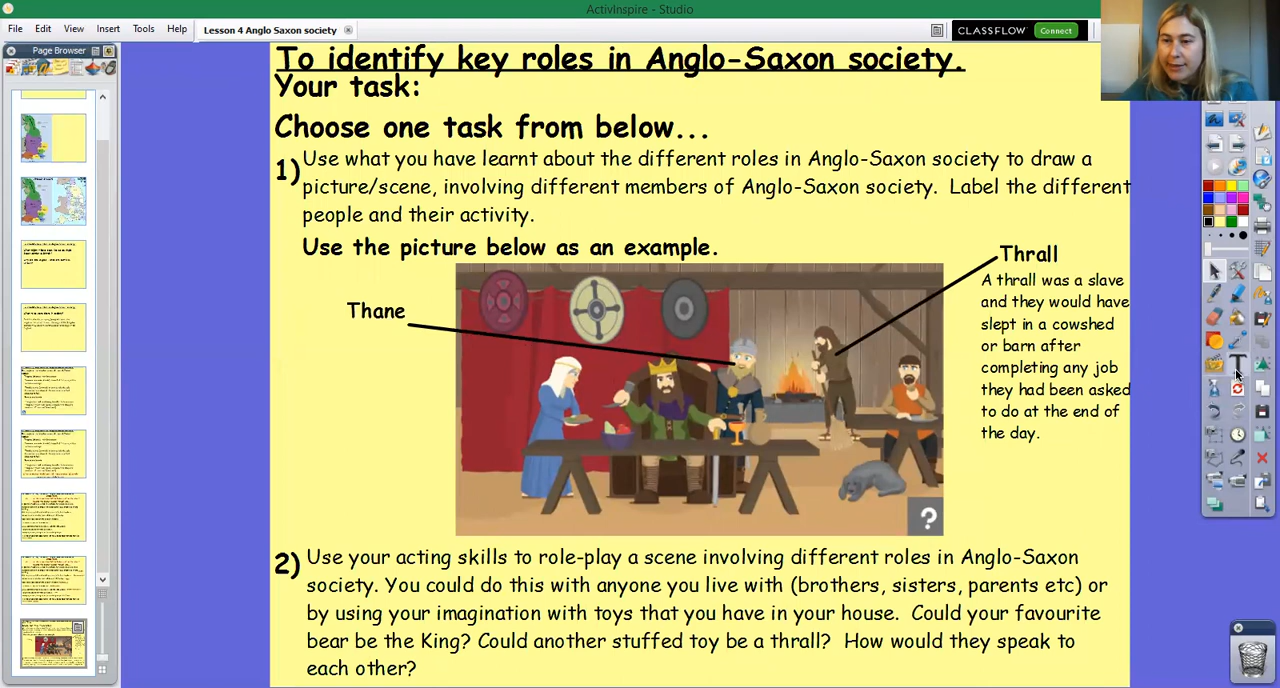 ActivInspire - Studio
File Edit View Insert Tools Help
Lesson 4 Anglo Saxon society
CLASSFLOW Connect
Page Browser
To identify key roles in Anglo-Saxon society.
Your task:
Choose one task from below...
1) Use what you have learnt about the different roles in Anglo-Saxon society to draw a
picture/scene, involving different members of Anglo-Saxon society. Label the different
people and their activity.
Use the picture below as an example.
Thrall
A thrall was a slave
and they would have
slept in a cowshed
or barn after
completing any job
they had been asked
to do at the end of
the day.
Thane
?
2) Use your acting skills to role-play a scene involving different roles in Anglo-Saxon
society. You could do this with anyone you live with (brothers, sisters, parents etc) or
by using your imagination with toys that you have in your house. Could your favourite
bear be the King? Could another stuffed toy be a thrall? How would they speak to
each other?